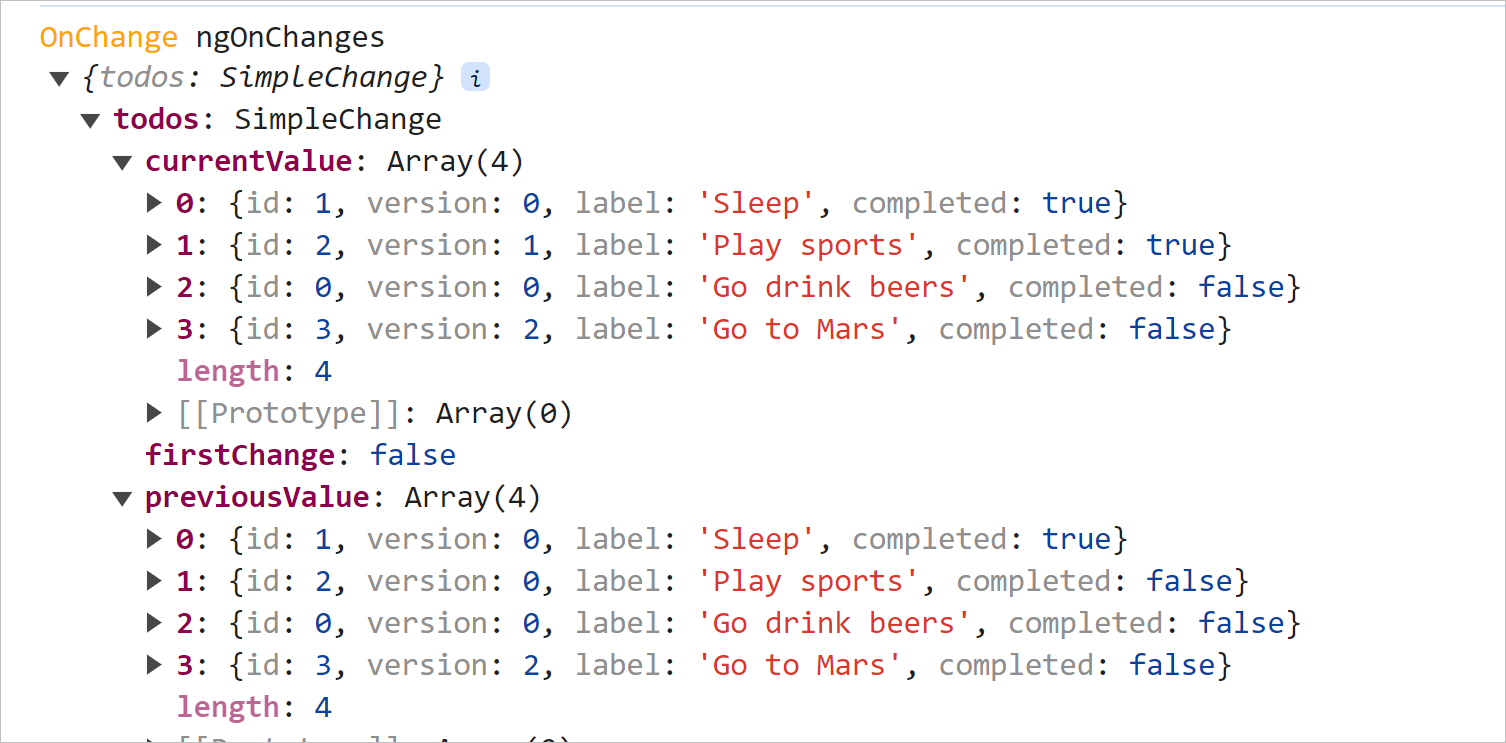 OnChange ngOnChanges
{todos: SimpleChange} i
todos: SimpleChange
currentValue: Array(4)
0: {id: 1, version: 0, label: 'Sleep', completed: true}
1: {id: 2, version: 1, label: 'Play sports', completed: true}
2: {id: 0, version: 0, label: 'Go drink beers', completed: false}
3: {id: 3, version: 2, label: 'Go to Mars', completed: false}
length: 4
[[Prototype]]: Array(0)
firstChange: false
previousValue: Array(4)
0: {id: 1, version: 0, label: 'Sleep', completed: true}
1: {id: 2, version: 0, label: 'Play sports', completed: false}
2: {id: 0, version: 0, label: 'Go drink beers', completed: false}
3: {id: 3, version: 2, label: 'Go to Mars', completed: false}
length: 4